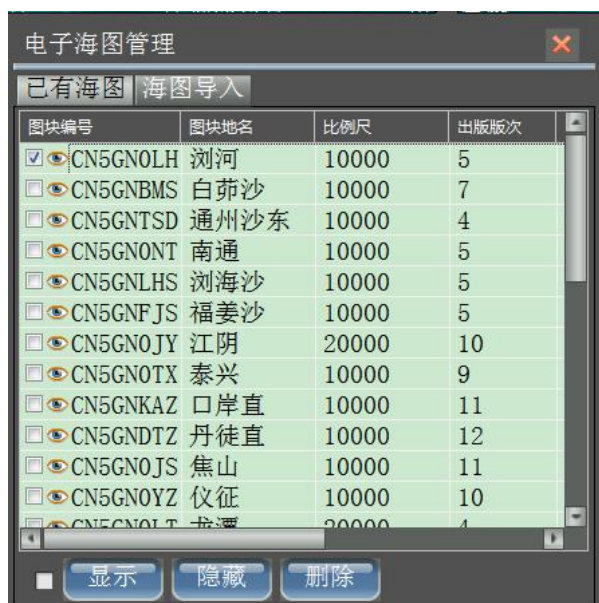 电子海图管理
已有海图 海图导入
图块编号 图块地名 比例尺 出版版次
CN5GN0LH 浏河 10000 5
CN5GNBMS 白茆沙 10000 7
CN5GNTSD 通州沙东 10000 4
CN5GN0NT 南通 10000 5
CN5GNLHS 浏海沙 10000 5
CN5GNFJS 福姜沙 10000 5
CN5GN0JY 江阴 20000 10
CN5GN0TX 泰兴 10000 9
CN5GNKAZ 口岸直 10000 11
CN5GNDTZ 丹徒直 10000 12
CN5GN0JS 焦山 10000 11
CN5GN0YZ 仪征 10000 10
CN5GN0LT 龙潭 20000 4
显示 隐藏 删除